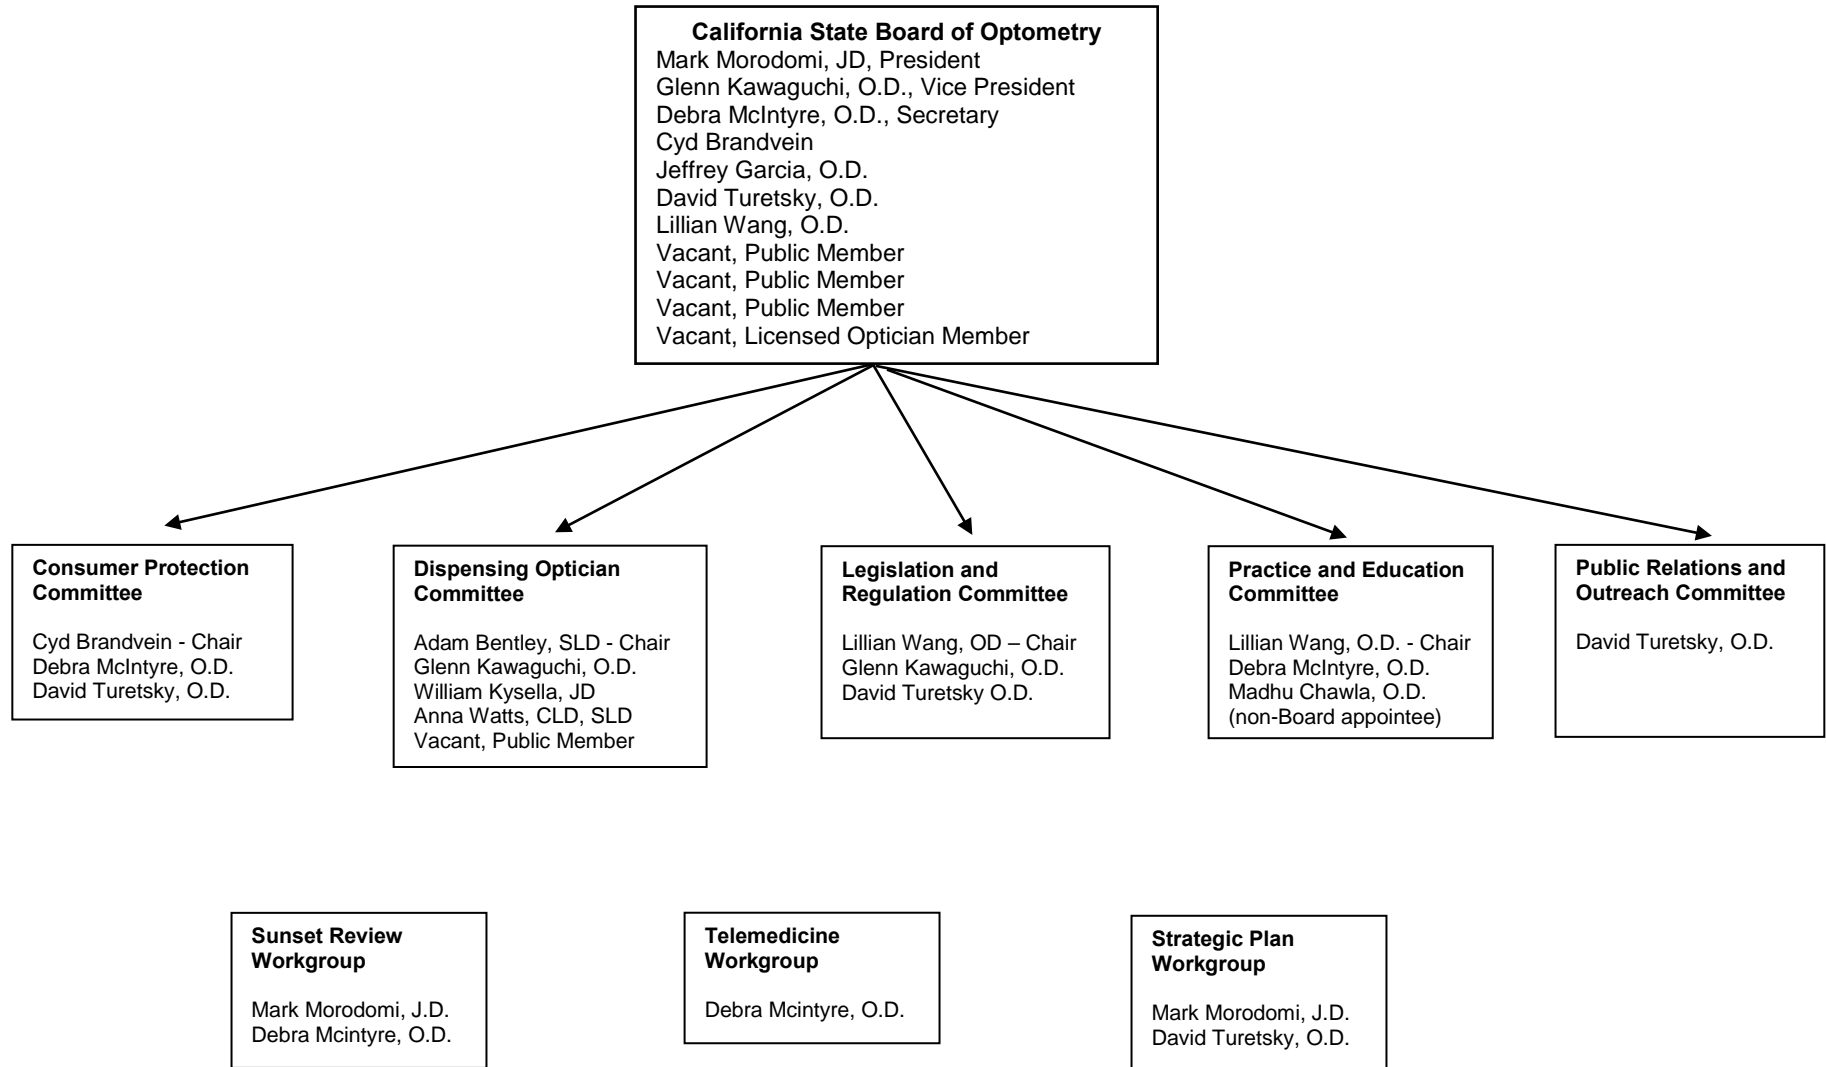 California State Board of Optometry
Mark Morodomi, JD, President
Glenn Kawaguchi, O.D., Vice President
Debra McIntyre, O.D., Secretary
Cyd Brandvein
Jeffrey Garcia, O.D.
David Turetsky, O.D.
Lillian Wang, O.D.
Vacant, Public Member
Vacant, Public Member
Vacant, Public Member
Vacant, Licensed Optician Member
Consumer Protection
Committee
Cyd Brandvein - Chair
Debra McIntyre, O.D.
David Turetsky, O.D.
Dispensing Optician
Committee
Adam Bentley, SLD - Chair
Glenn Kawaguchi, O.D.
William Kysella, JD
Anna Watts, CLD, SLD
Vacant, Public Member
Legislation and
Regulation Committee
Lillian Wang, OD – Chair
Glenn Kawaguchi, O.D.
David Turetsky O.D.
Practice and Education
Committee
Lillian Wang, O.D. - Chair
Debra McIntyre, O.D.
Madhu Chawla, O.D.
(non-Board appointee)
Public Relations and
Outreach Committee
David Turetsky, O.D.
Sunset Review
Workgroup
Mark Morodomi, J.D.
Debra Mcintyre, O.D.
Telemedicine
Workgroup
Debra Mcintyre, O.D.
Strategic Plan
Workgroup
Mark Morodomi, J.D.
David Turetsky, O.D.